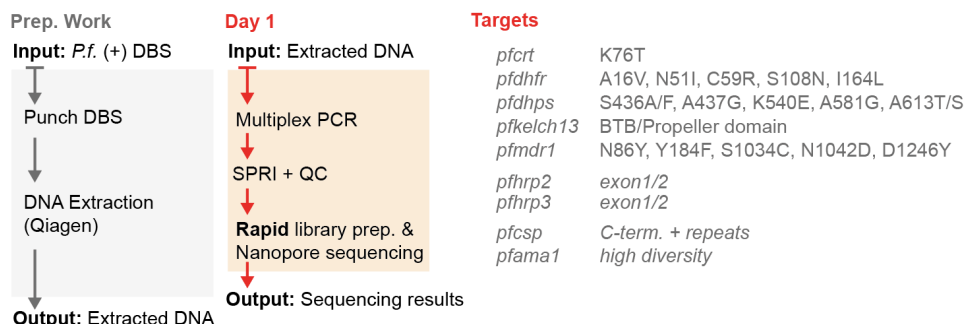 Prep. Work
Input: P.f. (+) DBS
Punch DBS
DNA Extraction
(Qiagen)
Output: Extracted DNA
Day 1
Input: Extracted DNA
Multiplex PCR
SPRI + QC
Rapid library prep. &
Nanopore sequencing
Output: Sequencing results
Targets
pfcrt K76T
pfdhfr A16V, N51I, C59R, S108N, I164L
pfdhps S436A/F, A437G, K540E, A581G, A613T/S
pfkelch13 BTB/Propeller domain
pfmdr1 N86Y, Y184F, S1034C, N1042D, D1246Y
pfhrp2 exon1/2
pfhrp3 exon1/2
pfcsp C-term. + repeats
pfama1 high diversity